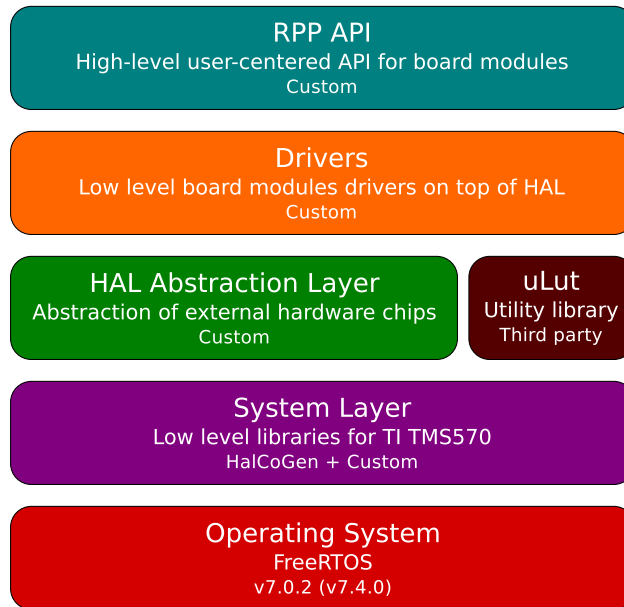 RPP API
High-level user-centered API for board modules
Custom
Drivers
Low level board modules drivers on top of HAL
Custom
HAL Abstraction Layer
Abstraction of external hardware chips
Custom
uLut
Utility library
Third party
System Layer
Low level libraries for TI TMS570
HalCoGen + Custom
Operating System
FreeRTOS
v7.0.2 (v7.4.0)